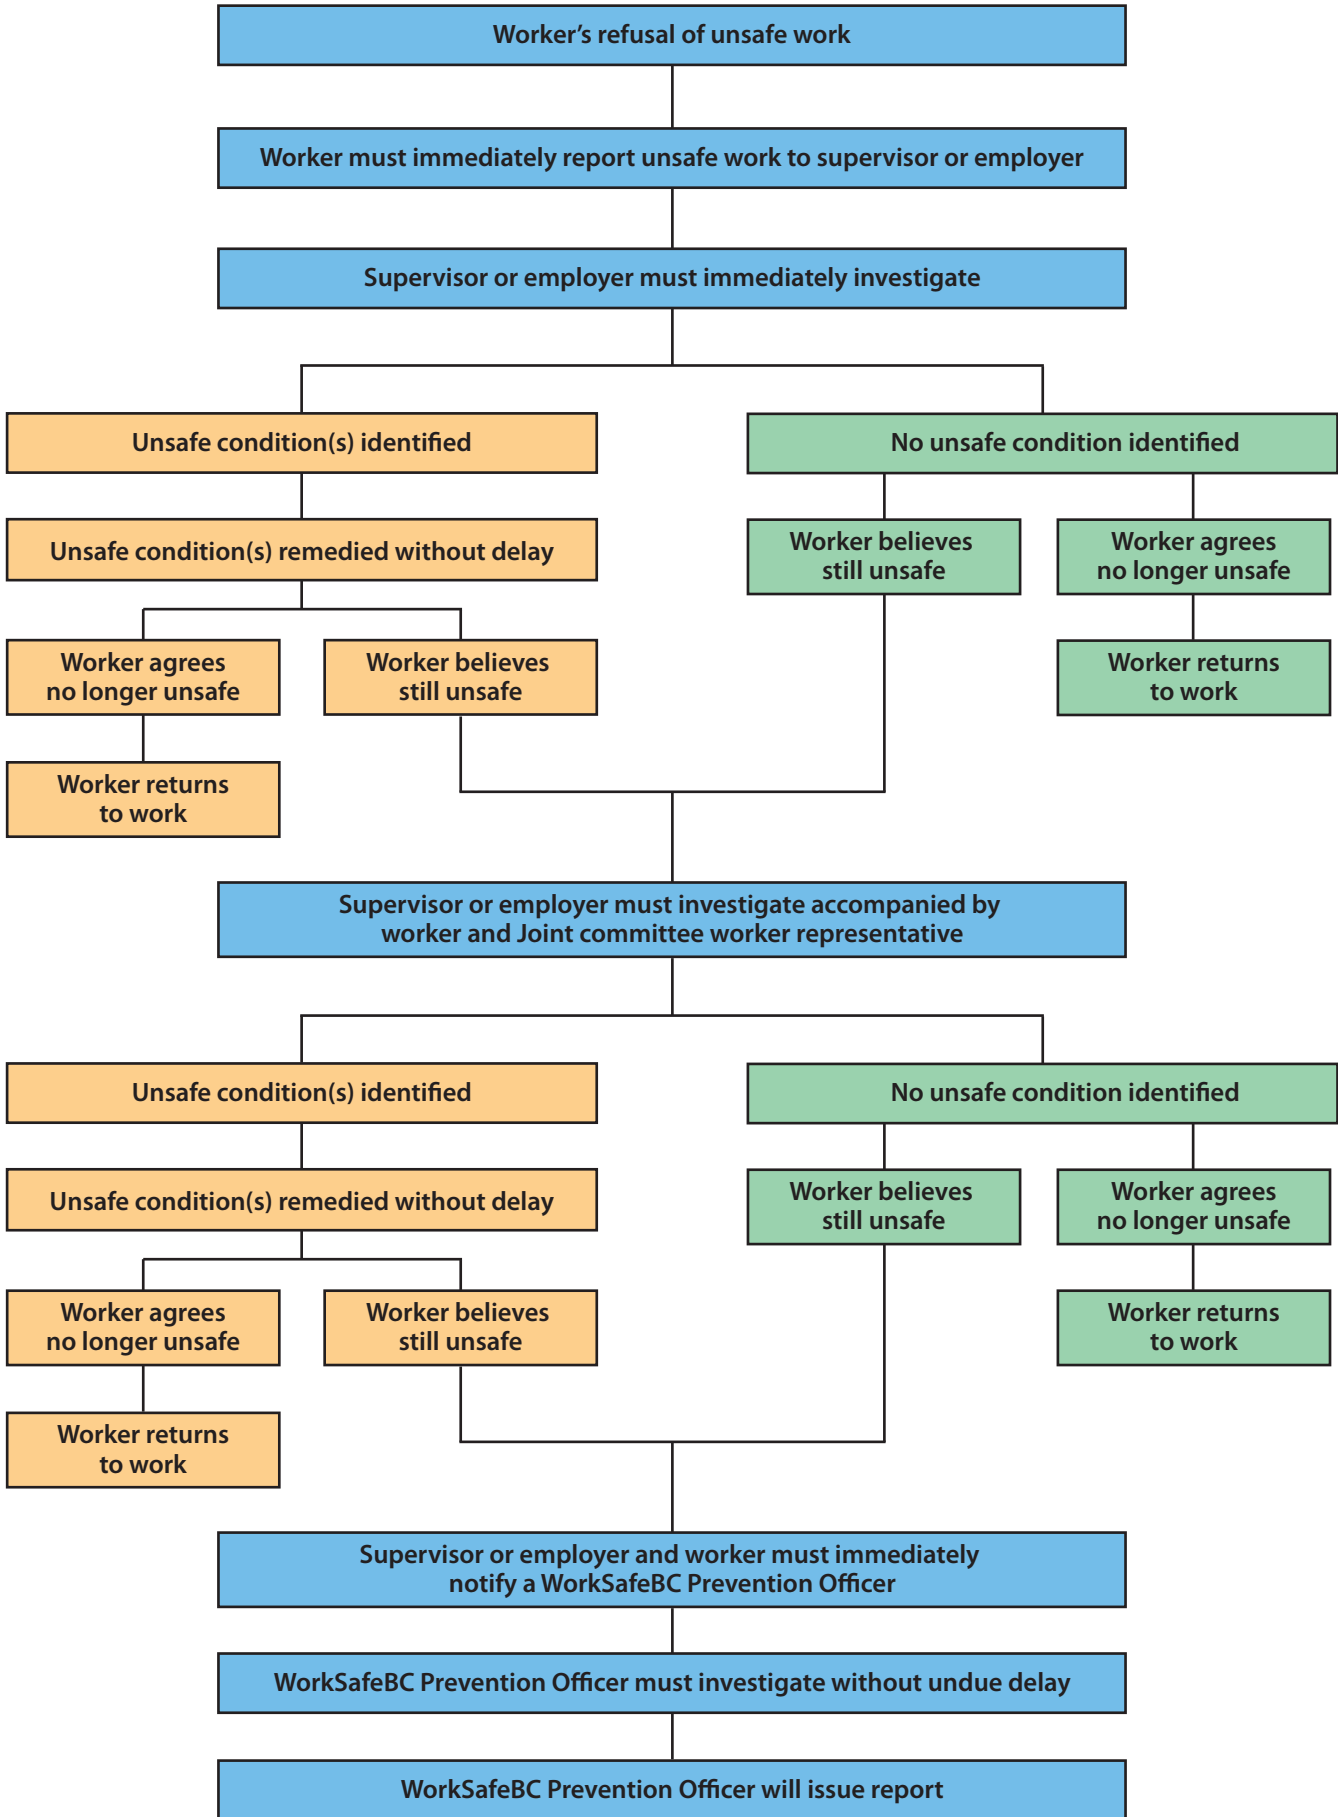 Worker’s refusal of unsafe work
Worker must immediately report unsafe work to supervisor or employer
Supervisor or employer must immediately investigate
Unsafe condition(s) identified
No unsafe condition identified
Unsafe condition(s) remedied without delay
Worker believes
still unsafe
Worker agrees
no longer unsafe
Worker agrees
no longer unsafe
Worker believes
still unsafe
Worker returns
to work
Worker returns
to work
Supervisor or employer must investigate accompanied by
worker and Joint committee worker representative
Unsafe condition(s) identified
No unsafe condition identified
Unsafe condition(s) remedied without delay
Worker believes
still unsafe
Worker agrees
no longer unsafe
Worker agrees
no longer unsafe
Worker believes
still unsafe
Worker returns
to work
Worker returns
to work
Supervisor or employer and worker must immediately
notify a WorkSafeBC Prevention Officer
WorkSafeBC Prevention Officer must investigate without undue delay
WorkSafeBC Prevention Officer will issue report